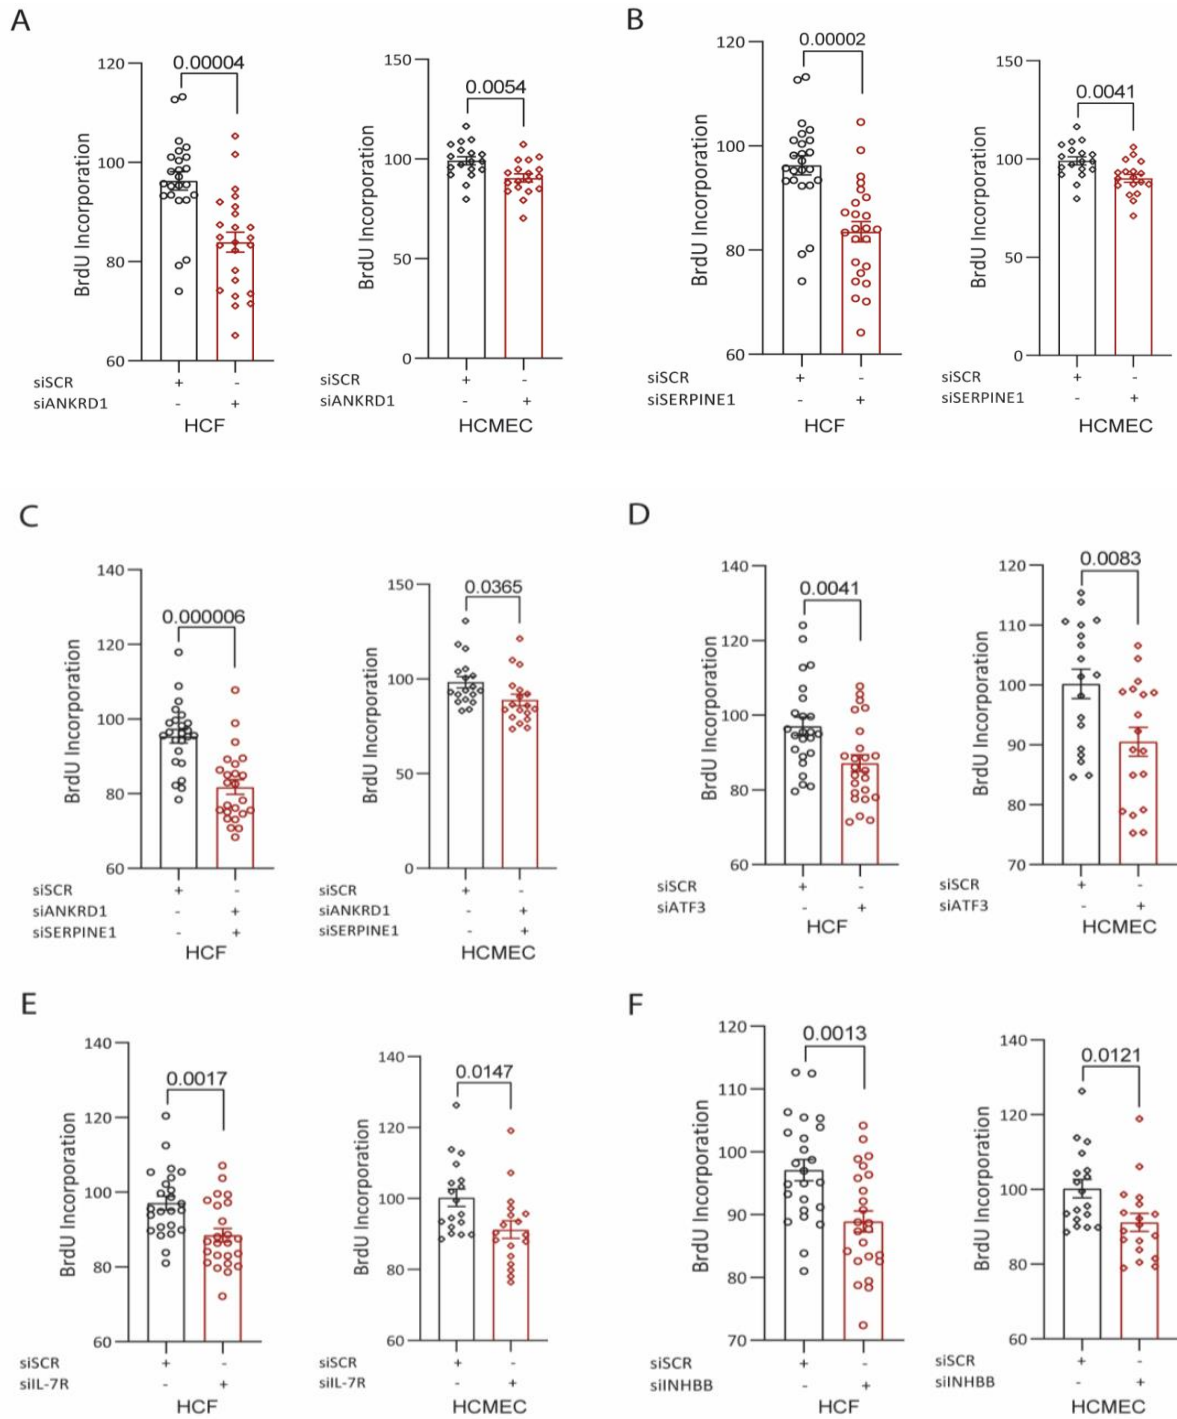 A
B
0.00004
120
100
80
60
BrdU Incorporation
siSCR + -
siANKRD1 - +
HCF
0.0054
150
100
50
0
BrdU Incorporation
siSCR + -
siANKRD1 - +
HCMEC
0.00002
120
100
80
60
BrdU Incorporation
siSCR + -
siSERPINE1 - +
HCF
0.0041
150
100
50
0
BrdU Incorporation
siSCR + -
siSERPINE1 - +
HCMEC
C
D
0.000006
140
120
100
80
60
BrdU Incorporation
siSCR + -
siANKRD1 - +
siSERPINE1 - +
HCF
0.0365
150
100
50
0
BrdU Incorporation
siSCR + -
siANKRD1 - +
siSERPINE1 - +
HCMEC
0.0041
140
120
100
80
60
BrdU Incorporation
siSCR + -
siATF3 - +
HCF
0.0083
120
110
100
90
80
70
BrdU Incorporation
siSCR + -
siATF3 - +
HCMEC
E
F
0.0017
140
120
100
80
60
BrdU Incorporation
siSCR + -
siIL-7R - +
HCF
0.0147
140
120
100
80
60
BrdU Incorporation
siSCR + -
siIL-7R - +
HCMEC
0.0013
120
110
100
90
80
70
BrdU Incorporation
siSCR + -
siINHBB - +
HCF
0.0121
140
120
100
80
60
BrdU Incorporation
siSCR + -
siINHBB - +
HCMEC